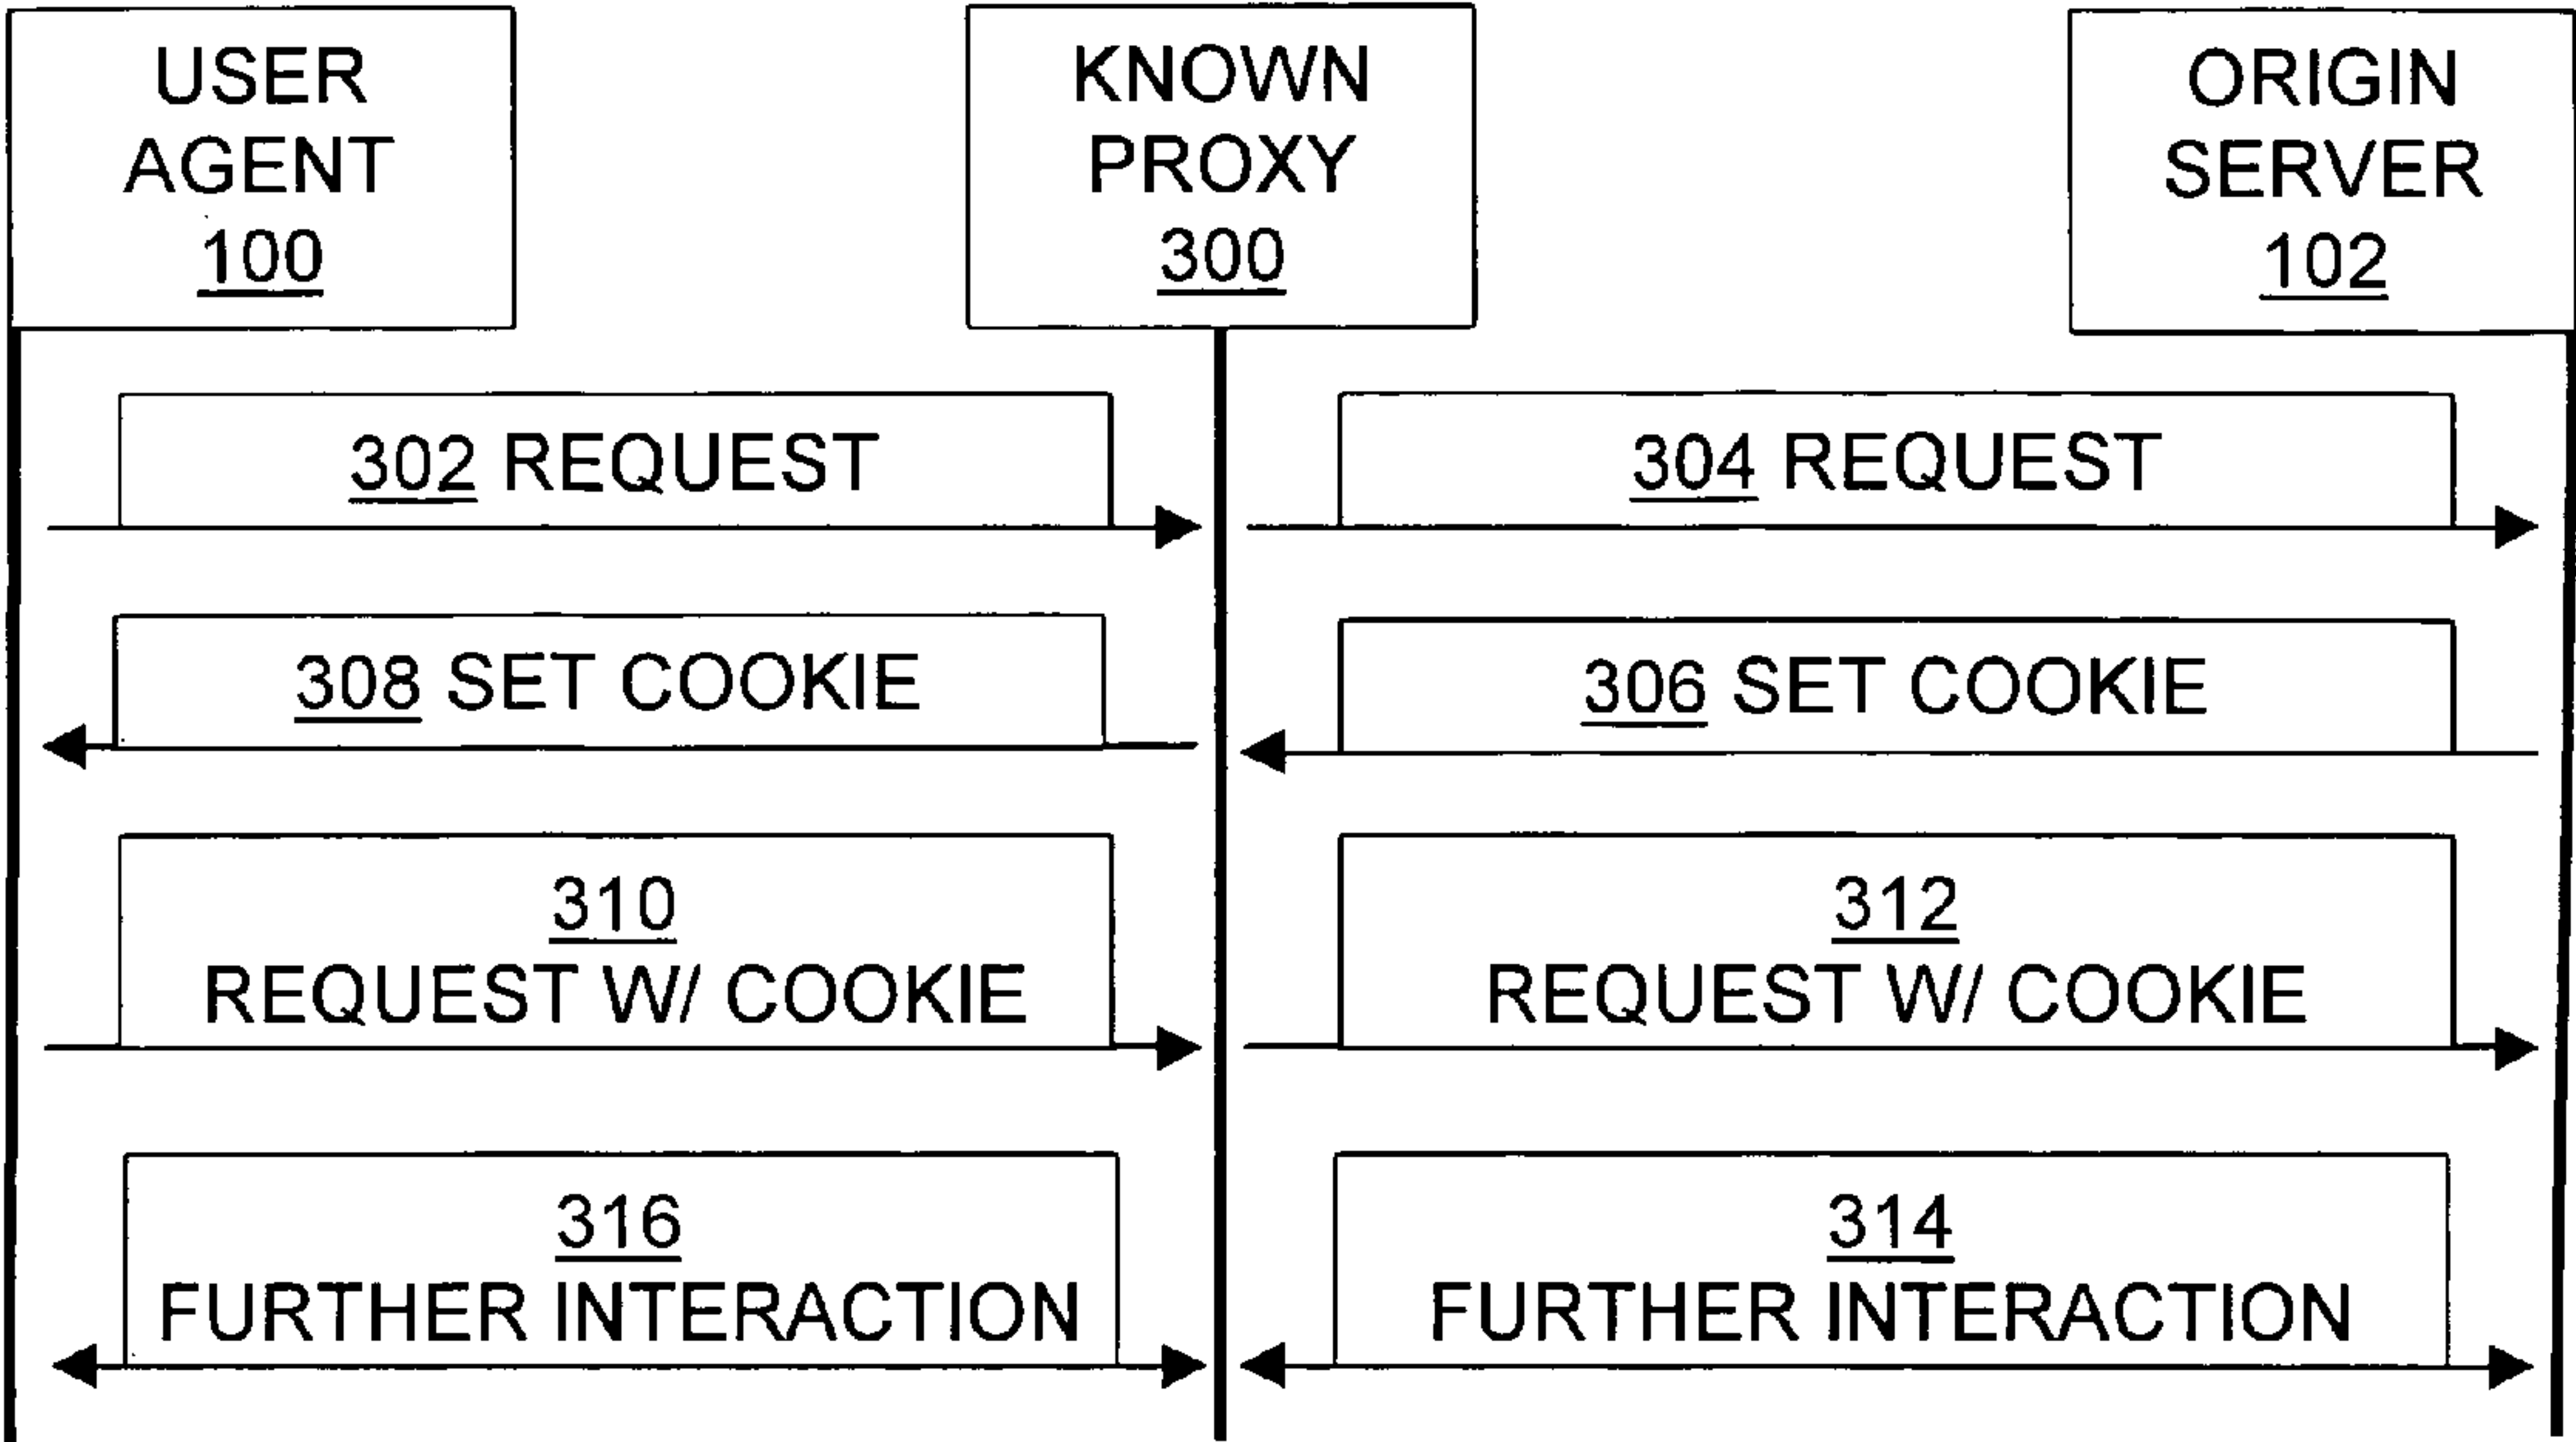 USER
AGENT
100
KNOWN
PROXY
300
ORIGIN
SERVER
102
302 REQUEST
304 REQUEST
308 SET COOKIE
306 SET COOKIE
310
REQUEST W/ COOKIE
312
REQUEST W/ COOKIE
316
FURTHER INTERACTION
314
FURTHER INTERACTION